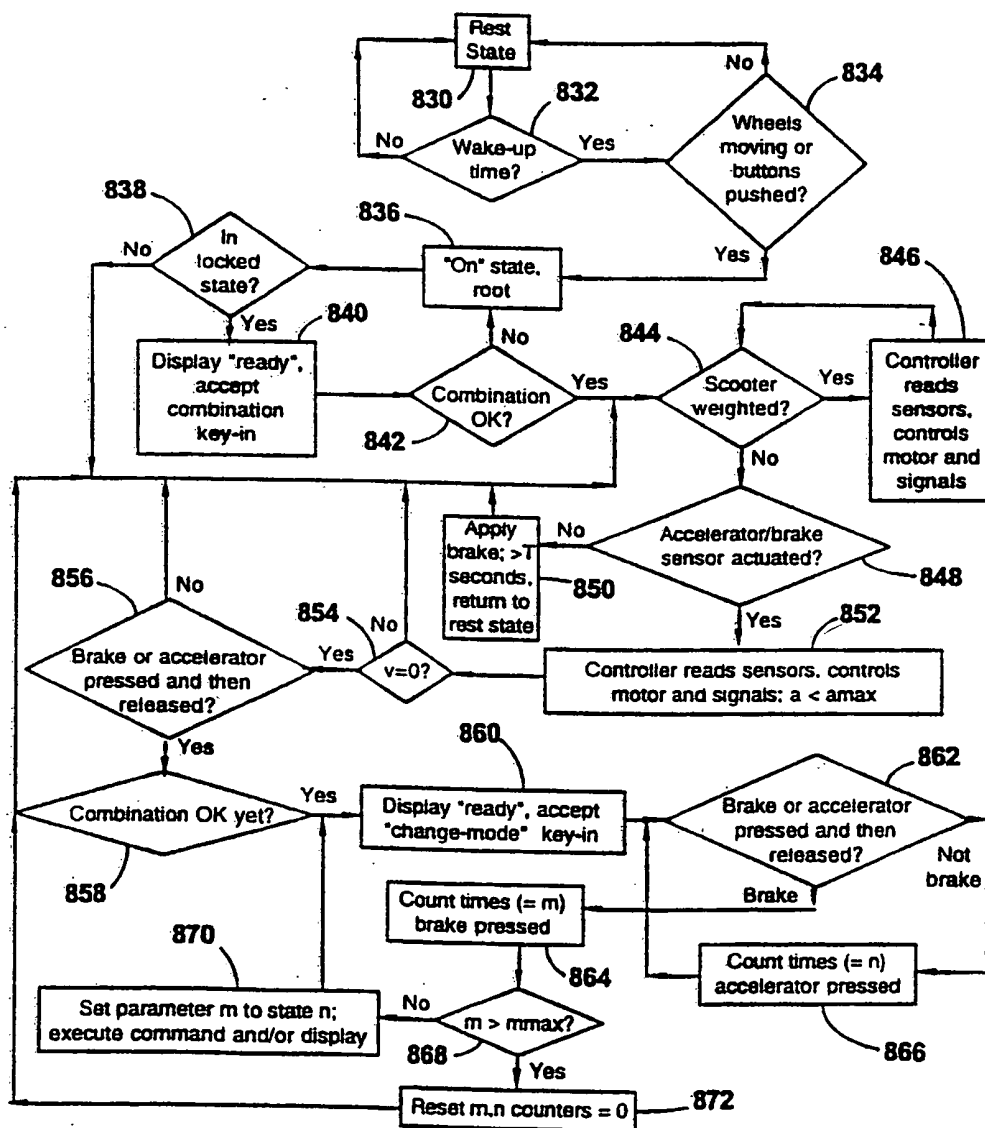 Rest
State
830
832
834
No
Wake-up
time?
Yes
No
Wheels
moving or
buttons
pushed?
Yes
838
No
In
locked
state?
Yes
836
"On" state,
root
846
840
Display "ready",
accept
combination
key-in
No
Combination
OK?
842
Yes
844
Scooter
weighted?
Yes
No
Controller
reads
sensors,
controls
motor and
signals
Accelerator/brake
sensor actuated?
848
No
Yes
Apply
brake; >T
seconds,
return to
rest state
850
852
Controller reads sensors, controls
motor and signals; a < amax
854
v=0?
No
Yes
856
No
Brake or accelerator
pressed and then
released?
Yes
Combination OK yet?
858
Yes
860
Display "ready", accept
"change-mode" key-in
862
Brake or accelerator
pressed and then
released?
Not
brake
Brake
Count times (= m)
brake pressed
864
Count times (= n)
accelerator pressed
866
870
Set parameter m to state n;
execute command and/or display
No
m > mmax?
868
Yes
Reset m,n counters = 0
872